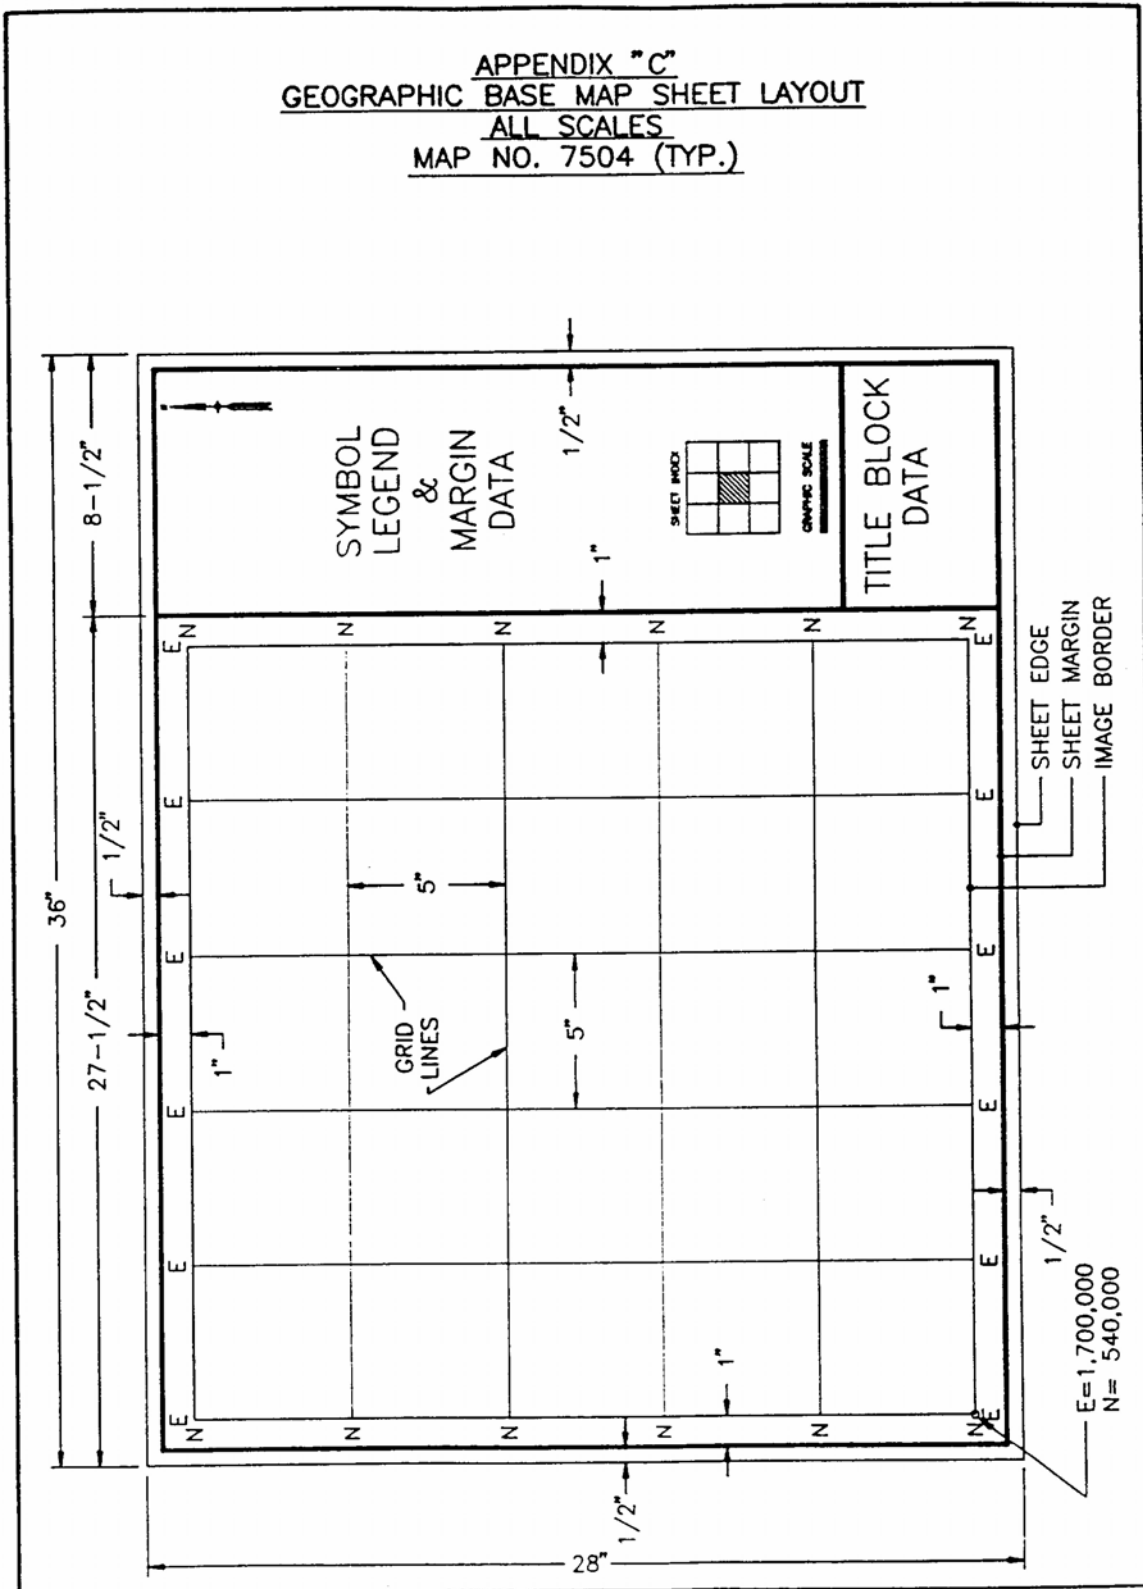 APPENDIX "C"
GEOGRAPHIC BASE MAP SHEET LAYOUT
ALL SCALES
MAP NO. 7504 (TYP.)
36"
27-1/2"
8-1/2"
1/2"
1"
SYMBOL
LEGEND
&
MARGIN
DATA
1/2"
SHEET INDEX
GRAPHIC SCALE
TITLE BLOCK
DATA
1"
E
E
E
E
E
E
N
N
N
N
N
N
5"
5"
GRID
LINES
N
N
N
N
N
N
E
E
E
E
E
E
1"
1"
1/2"
1/2"
28"
SHEET EDGE
SHEET MARGIN
IMAGE BORDER
E=1,700,000
N= 540,000